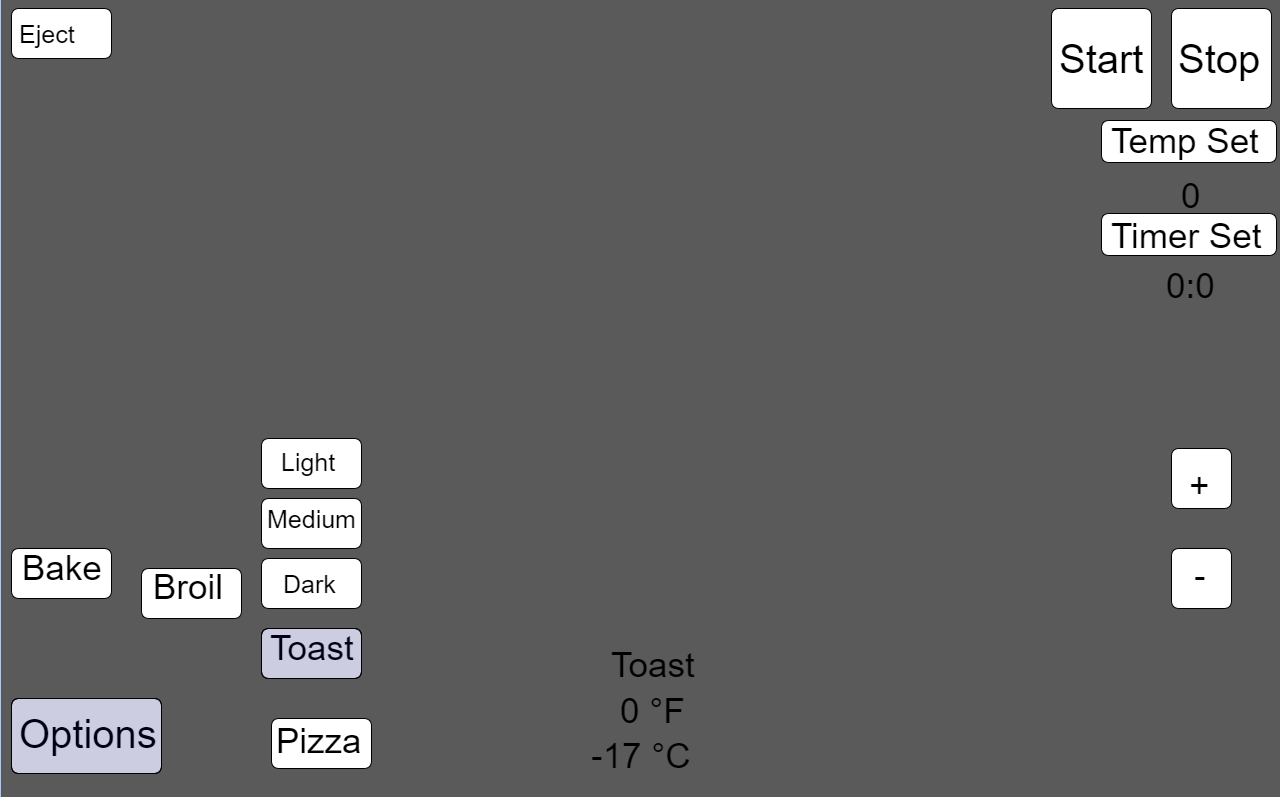 Eject
Start
Stop
Temp Set
0
Timer Set
0:0
Light
Medium
Dark
+
-
Bake
Broil
Toast
Options
Pizza
Toast
0 °F
-17 °C